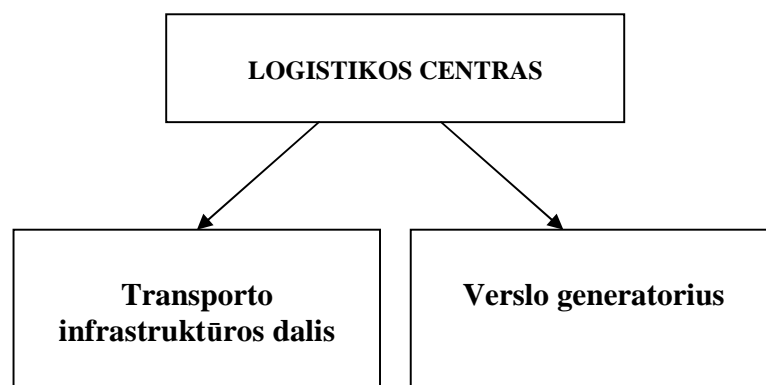 LOGISTIKOS CENTRAS
Transporto
infrastruktūros dalis
Verslo generatorius